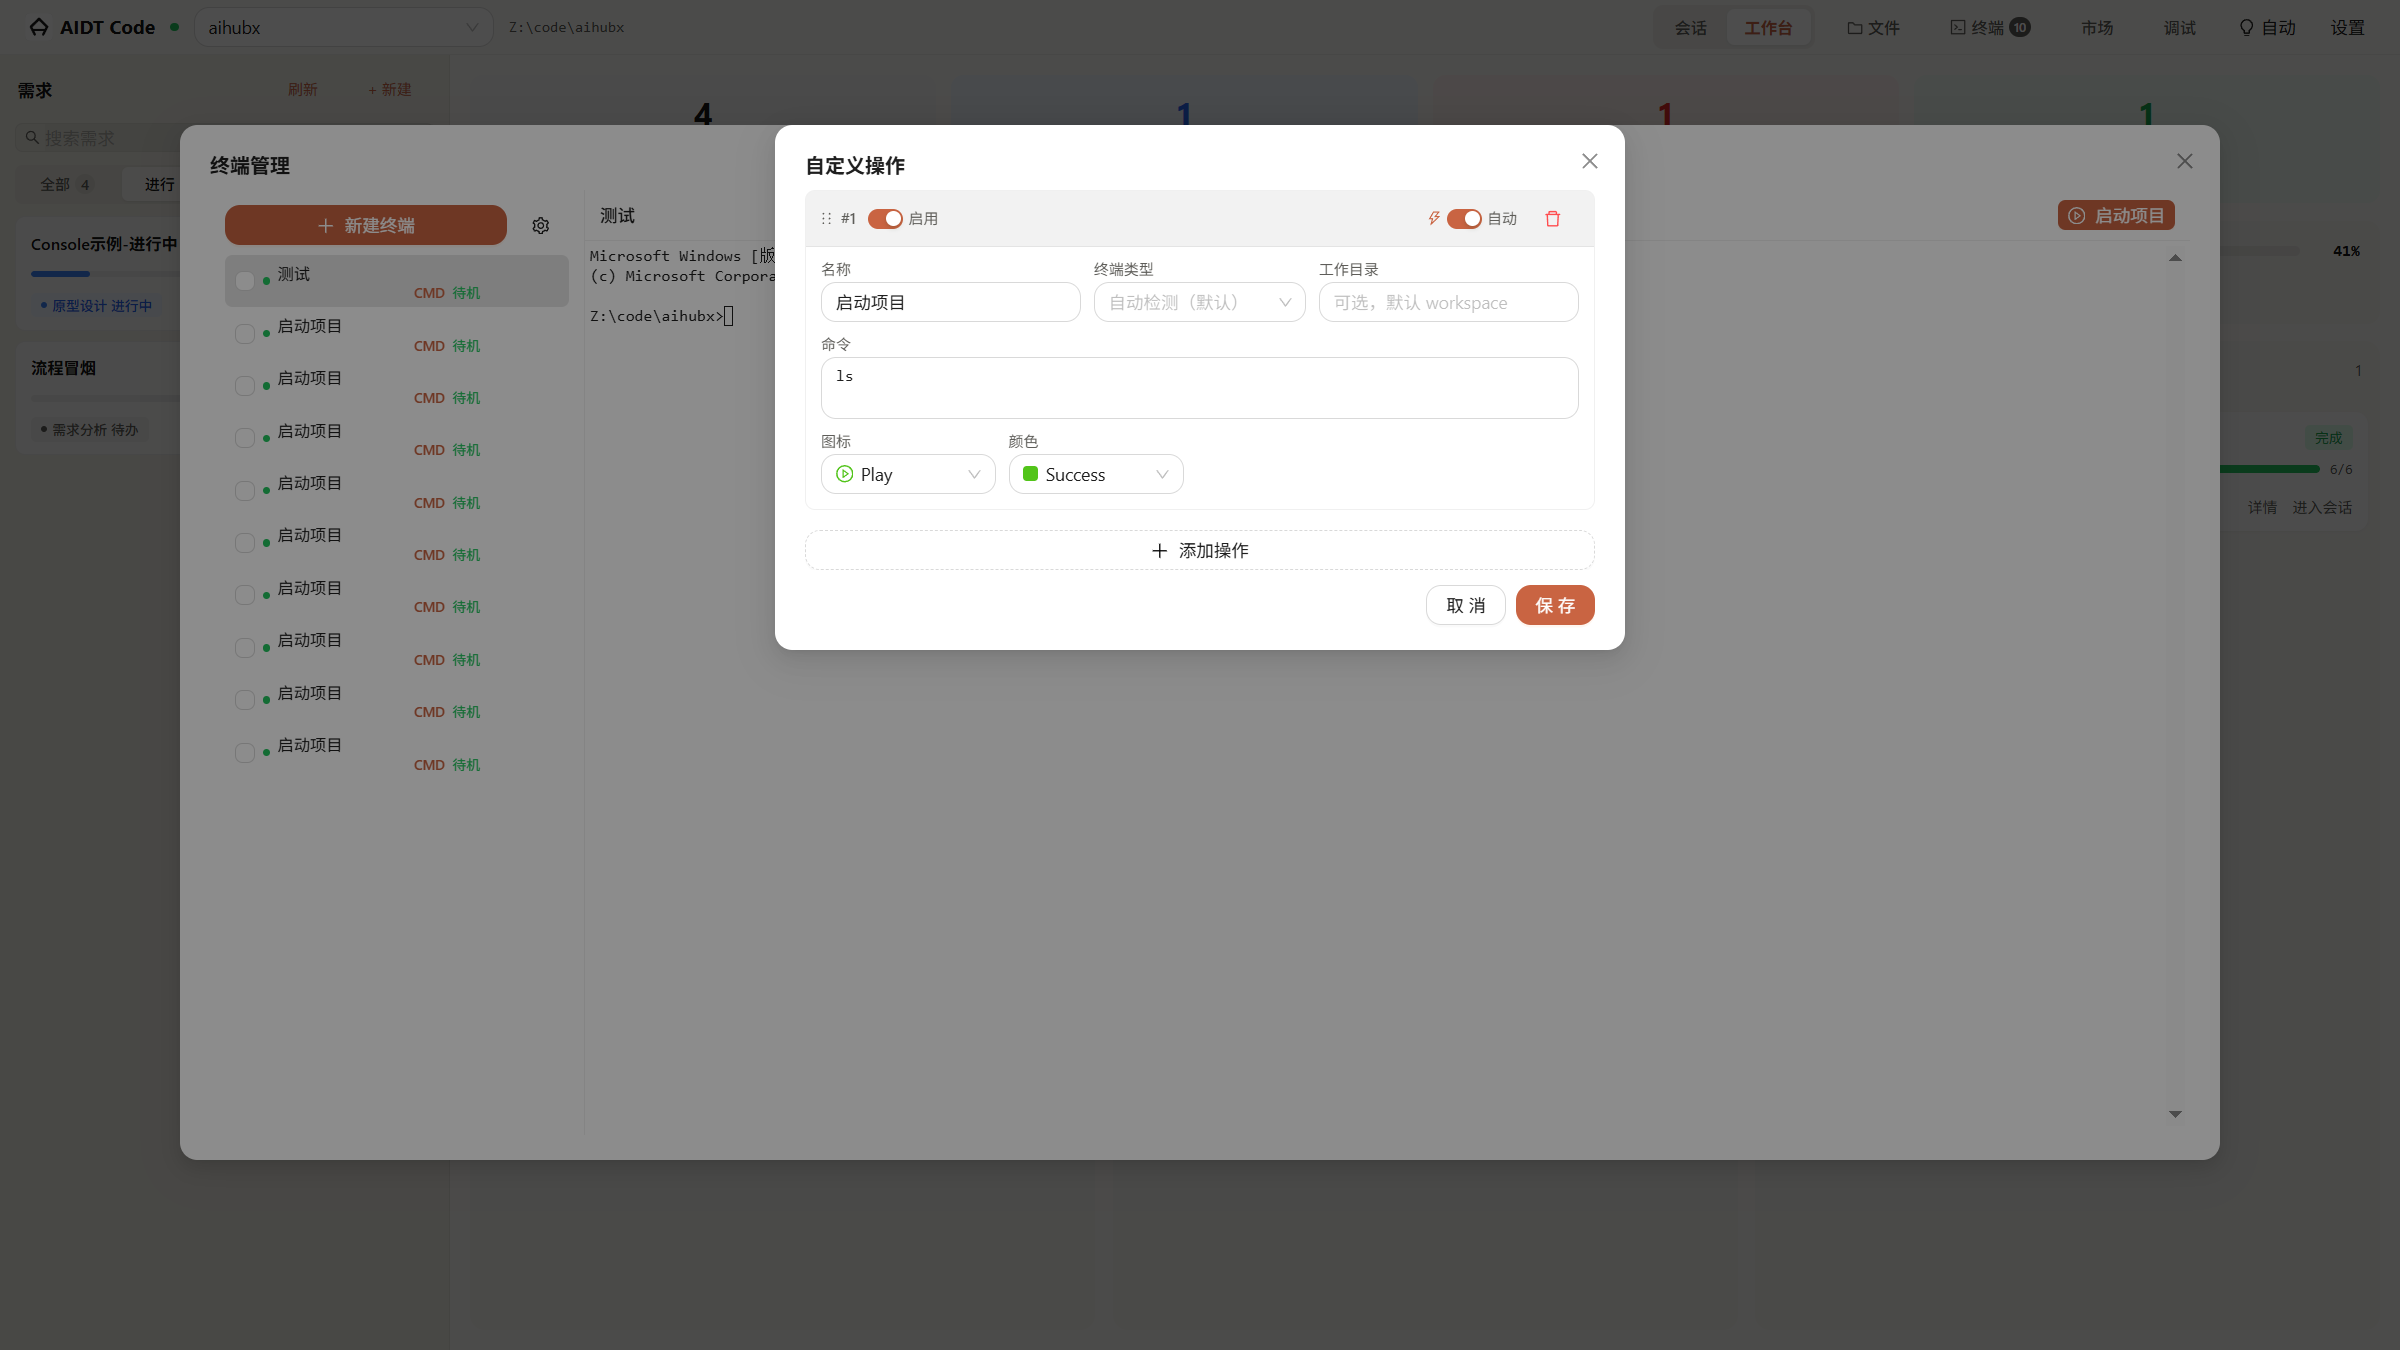 AIDT Code
aihubx
Z:\code\aihubx
会话
工作台
文件
终端 10
市场
调试
自动
设置
需求
刷新
+ 新建
搜索需求
全部 4
进行
Console示例-进行中
原型设计 进行中
流程冒烟
需求分析 待办
4
1
1
1
终端管理
新建终端
测试
CMD 待机
启动项目
CMD 待机
启动项目
CMD 待机
启动项目
CMD 待机
启动项目
CMD 待机
启动项目
CMD 待机
启动项目
CMD 待机
启动项目
CMD 待机
启动项目
CMD 待机
启动项目
CMD 待机
测试
Microsoft Windows [版
(c) Microsoft Corpora
Z:\code\aihubx>
启动项目
41%
1
完成
6/6
详情 进入会话
自定义操作
#1 启用
自动
名称
启动项目
终端类型
自动检测（默认）
工作目录
可选，默认 workspace
命令
ls
图标
Play
颜色
Success
添加操作
取 消
保 存